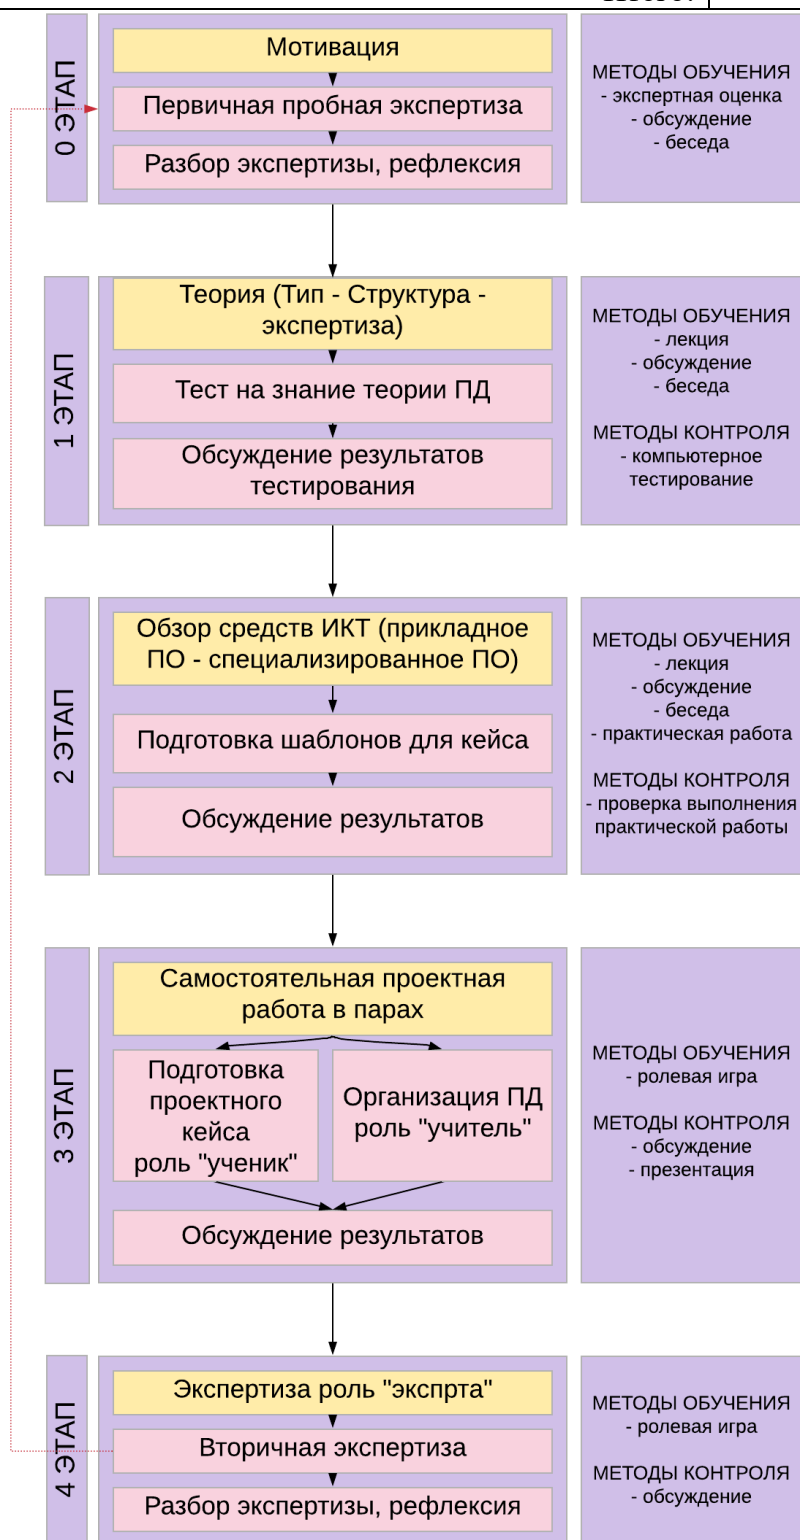 0 ЭТАП
Мотивация
Первичная пробная экспертиза
Разбор экспертизы, рефлексия
МЕТОДЫ ОБУЧЕНИЯ
- экспертная оценка
- обсуждение
- беседа
1 ЭТАП
Теория (Тип - Структура -
экспертиза)
Тест на знание теории ПД
Обсуждение результатов
тестирования
МЕТОДЫ ОБУЧЕНИЯ
- лекция
- обсуждение
- беседа
МЕТОДЫ КОНТРОЛЯ
- компьютерное
тестирование
2 ЭТАП
Обзор средств ИКТ (прикладное
ПО - специализированное ПО)
Подготовка шаблонов для кейса
Обсуждение результатов
МЕТОДЫ ОБУЧЕНИЯ
- лекция
- обсуждение
- беседа
- практическая работа
МЕТОДЫ КОНТРОЛЯ
- проверка выполнения
практической работы
3 ЭТАП
Самостоятельная проектная
работа в парах
Подготовка
проектного
кейса
роль "ученик"
Организация ПД
роль "учитель"
Обсуждение результатов
МЕТОДЫ ОБУЧЕНИЯ
- ролевая игра
МЕТОДЫ КОНТРОЛЯ
- обсуждение
- презентация
4 ЭТАП
Экспертиза роль "экспрта"
Вторичная экспертиза
Разбор экспертизы, рефлексия
МЕТОДЫ ОБУЧЕНИЯ
- ролевая игра
МЕТОДЫ КОНТРОЛЯ
- обсуждение